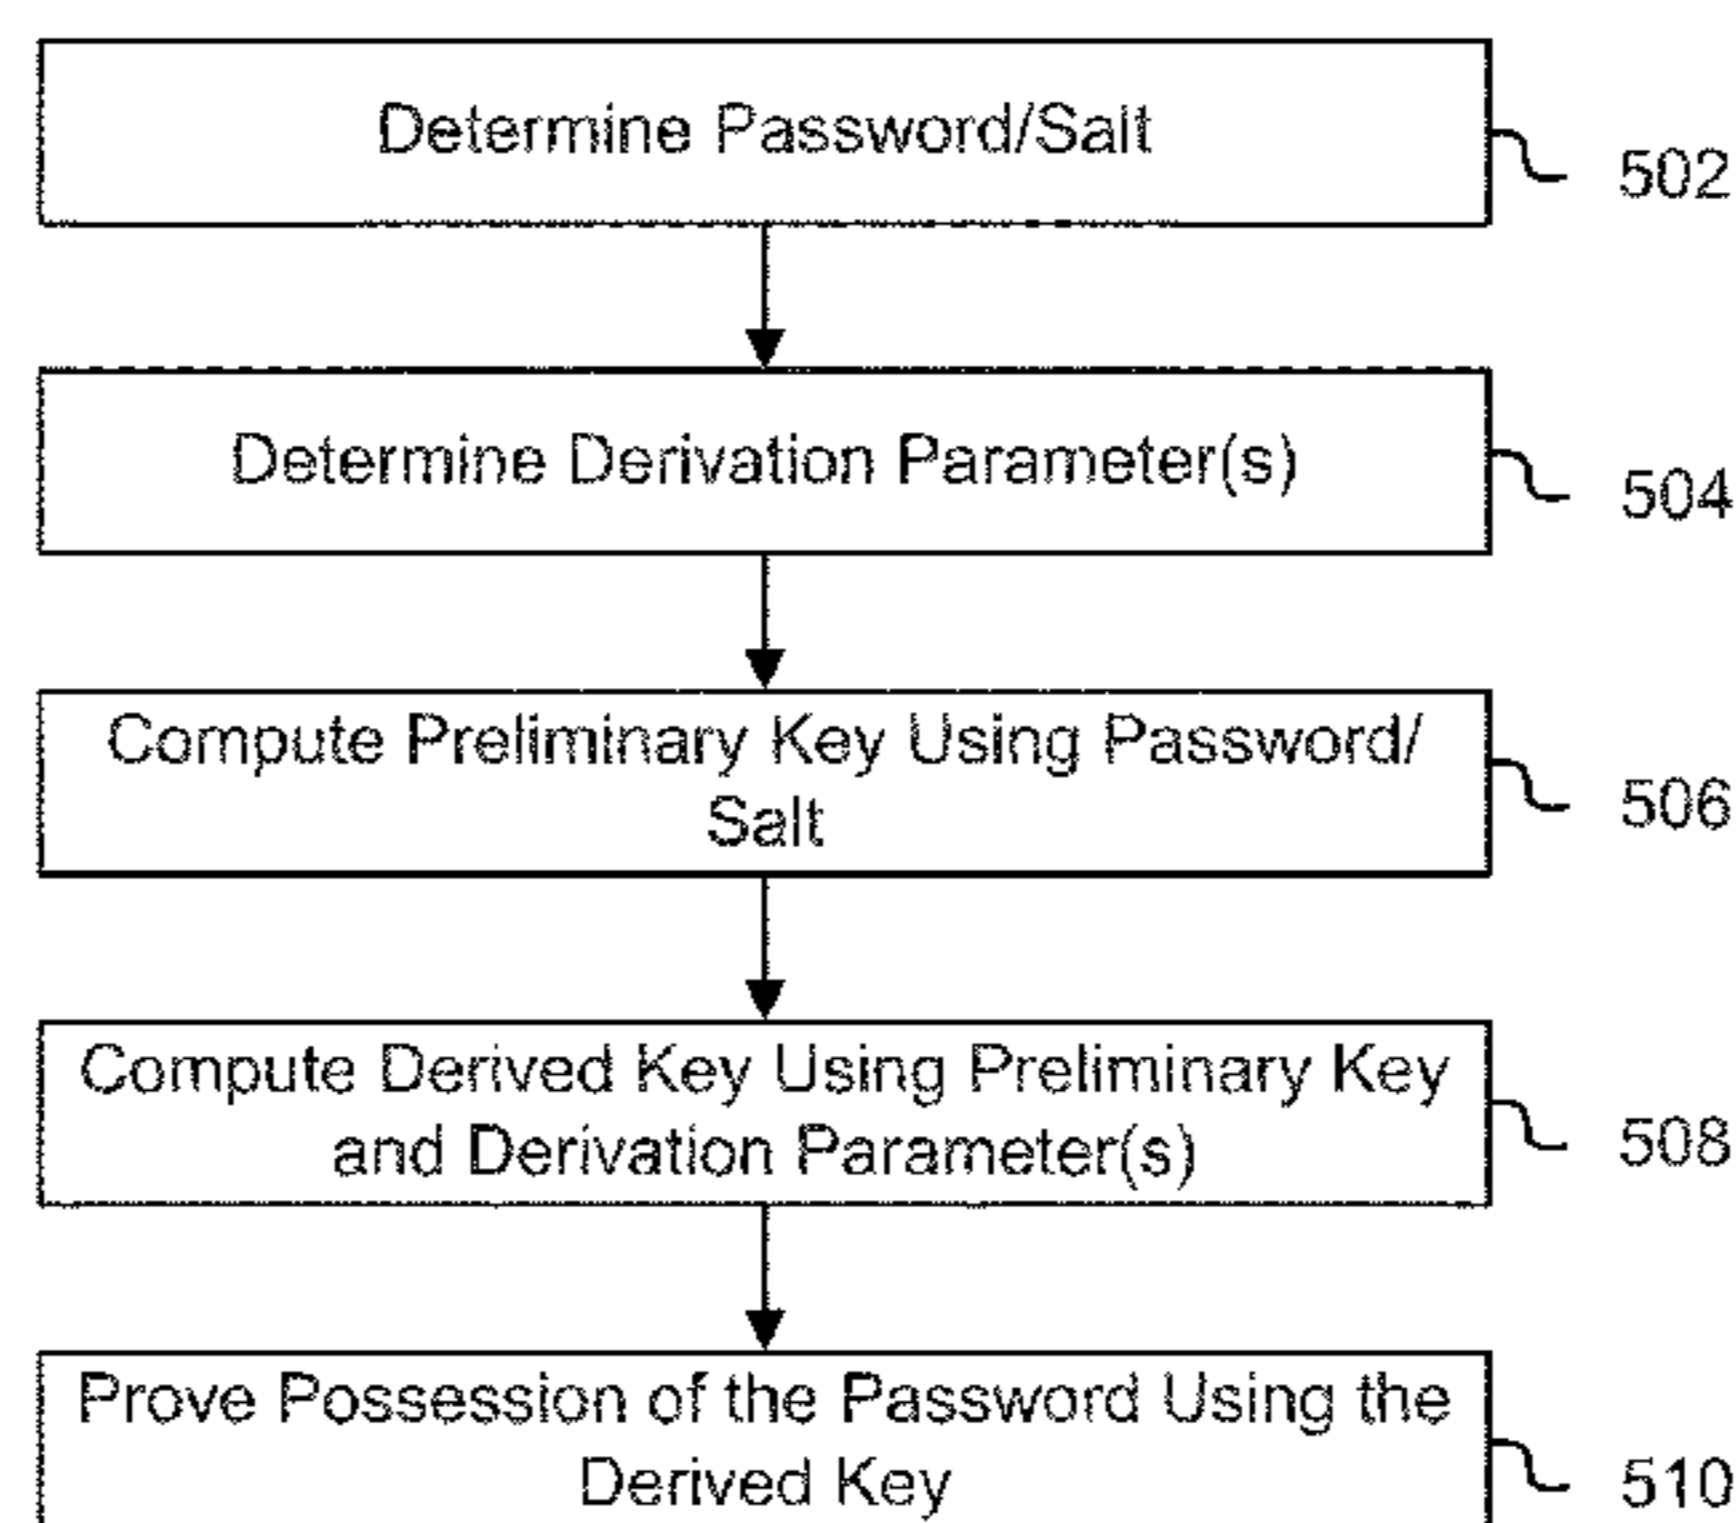 Determine Password/Salt
502
Determine Derivation Parameter(s)
504
Compute Preliminary Key Using Password/
Salt
506
Compute Derived Key Using Preliminary Key
and Derivation Parameter(s)
508
Prove Possession of the Password Using the
Derived Key
510